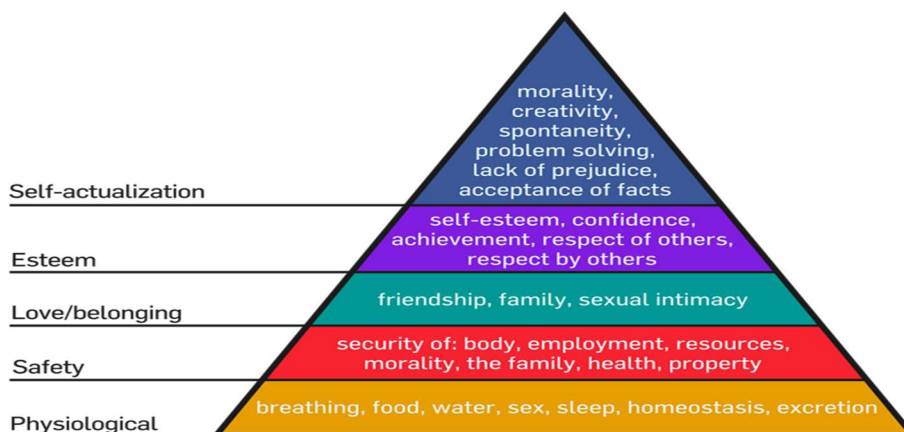 morality,
creativity,
spontaneity,
problem solving,
lack of prejudice,
acceptance of facts
Self-actualization
self-esteem, confidence,
achievement, respect of others,
respect by others
Esteem
friendship, family, sexual intimacy
Love/belonging
security of: body, employment, resources,
morality, the family, health, property
Safety
breathing, food, water, sex, sleep, homeostasis, excretion
Physiological